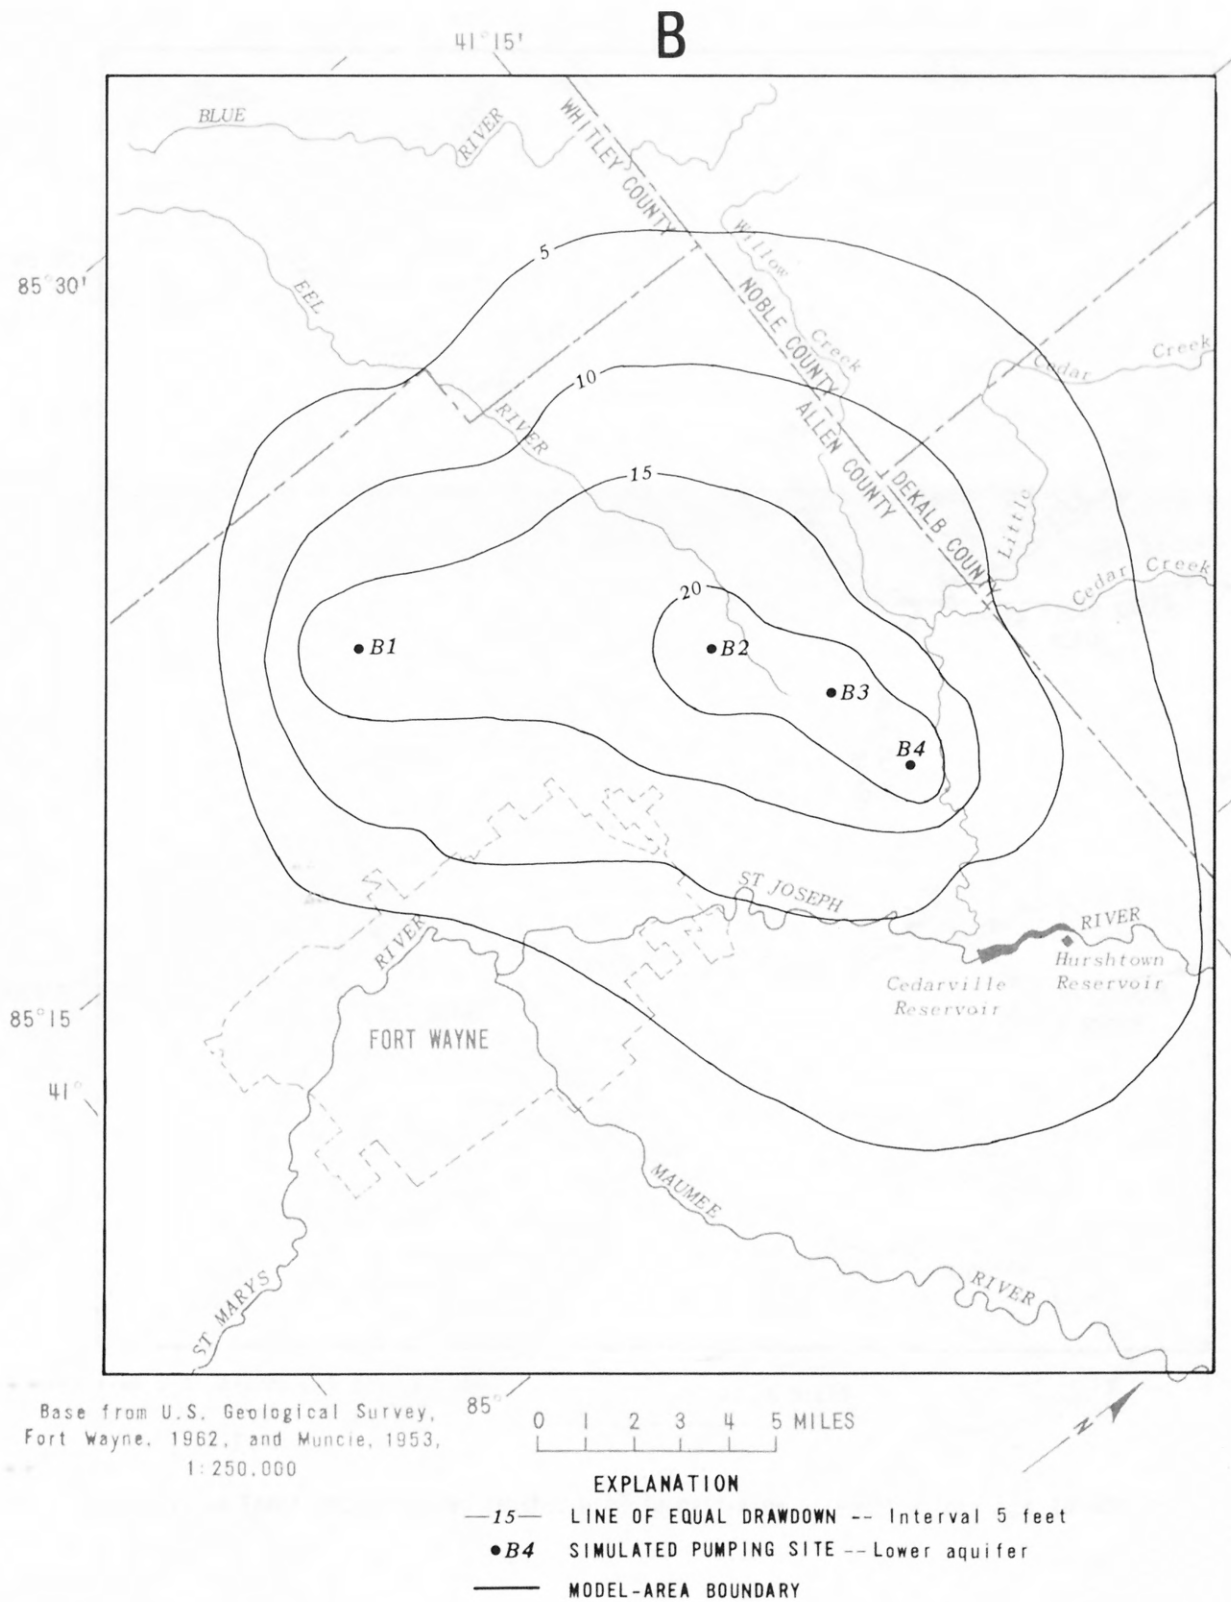 B
41°15'
BLUE
RIVER
WHITLEY COUNTY
85°30'
EEL
RIVER
5
Willow
Creek
NOBLE COUNTY
ALLEN COUNTY
DEKALB COUNTY
Cedar Creek
Little
Cedar Creek
10
15
20
B1
B2
B3
B4
ST JOSEPH
RIVER
RIVER
Hurshtown
Reservoir
Cedarville
Reservoir
85°15
FORT WAYNE
41°
MAUMEE
RIVER
ST MARYS
85°
N
Base from U.S. Geological Survey,
Fort Wayne, 1962, and Muncie, 1953,
1:250,000
0 1 2 3 4 5 MILES
EXPLANATION
—15— LINE OF EQUAL DRAWDOWN -- Interval 5 feet
•B4 SIMULATED PUMPING SITE -- Lower aquifer
MODEL-AREA BOUNDARY